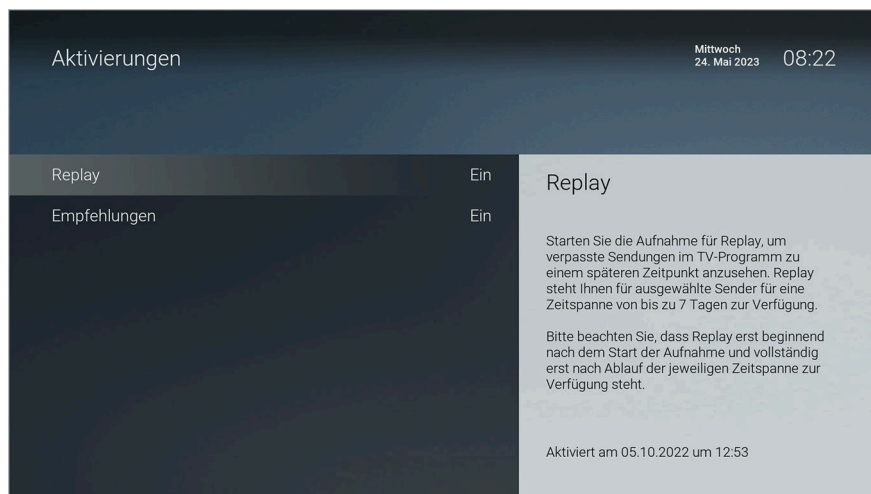 Aktivierungen
Mittwoch
24. Mai 2023
08:22
Replay Ein
Empfehlungen Ein
Replay
Starten Sie die Aufnahme für Replay, um
verpasste Sendungen im TV-Programm zu
einem späteren Zeitpunkt anzusehen. Replay
steht Ihnen für ausgewählte Sender für eine
Zeitspanne von bis zu 7 Tagen zur Verfügung.
Bitte beachten Sie, dass Replay erst beginnend
nach dem Start der Aufnahme und vollständig
erst nach Ablauf der jeweiligen Zeitspanne zur
Verfügung steht.
Aktiviert am 05.10.2022 um 12:53